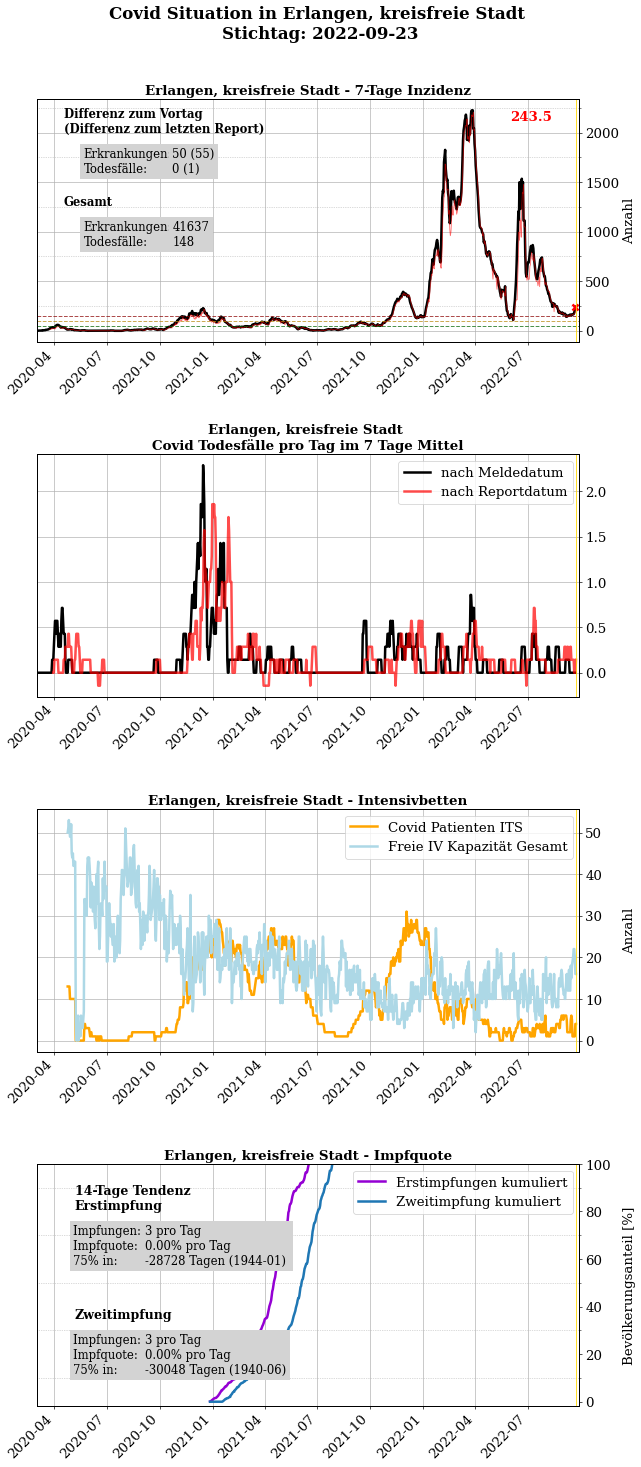 Covid Situation in Erlangen, kreisfreie Stadt
Stichtag: 2022-09-23
Erlangen, kreisfreie Stadt - 7-Tage Inzidenz
Differenz zum Vortag
(Differenz zum letzten Report)
Erkrankungen 50 (55)
Todesfälle: 0 (1)
Gesamt
Erkrankungen 41637
Todesfälle: 148
243.5
2000
1500
1000
500
0
Anzahl
2020-04
2020-07
2020-10
2021-01
2021-04
2021-07
2021-10
2022-01
2022-04
2022-07
Erlangen, kreisfreie Stadt
Covid Todesfälle pro Tag im 7 Tage Mittel
nach Meldedatum
nach Reportdatum
2.0
1.5
1.0
0.5
0.0
2020-04
2020-07
2020-10
2021-01
2021-04
2021-07
2021-10
2022-01
2022-04
2022-07
Erlangen, kreisfreie Stadt - Intensivbetten
Covid Patienten ITS
Freie IV Kapazität Gesamt
50
40
30
20
10
0
Anzahl
2020-04
2020-07
2020-10
2021-01
2021-04
2021-07
2021-10
2022-01
2022-04
2022-07
Erlangen, kreisfreie Stadt - Impfquote
14-Tage Tendenz
Erstimpfung
Impfungen: 3 pro Tag
Impfquote: 0.00% pro Tag
75% in: -28728 Tagen (1944-01)
Zweitimpfung
Impfungen: 3 pro Tag
Impfquote: 0.00% pro Tag
75% in: -30048 Tagen (1940-06)
Erstimpfungen kumuliert
Zweitimpfung kumuliert
100
80
60
40
20
0
Bevölkerungsanteil [%]
2020-04
2020-07
2020-10
2021-01
2021-04
2021-07
2021-10
2022-01
2022-04
2022-07